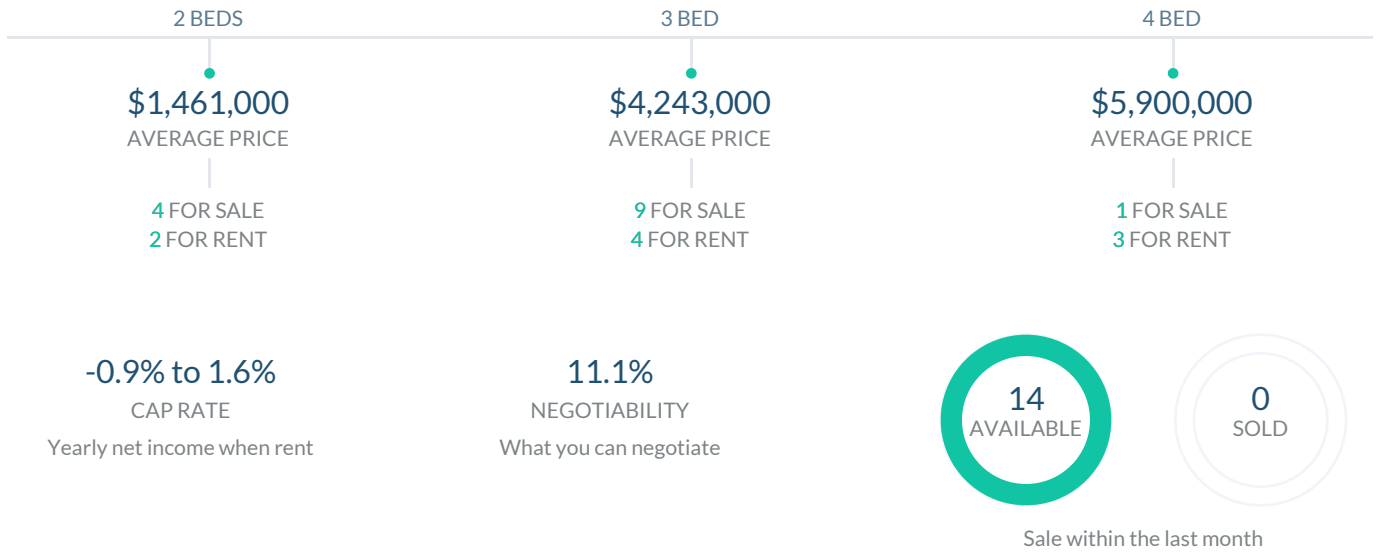 2 BEDS
3 BED
4 BED
$1,461,000
AVERAGE PRICE
$4,243,000
AVERAGE PRICE
$5,900,000
AVERAGE PRICE
4 FOR SALE
2 FOR RENT
9 FOR SALE
4 FOR RENT
1 FOR SALE
3 FOR RENT
-0.9% to 1.6%
CAP RATE
Yearly net income when rent
11.1%
NEGOTIABILITY
What you can negotiate
14
AVAILABLE
0
SOLD
Sale within the last month